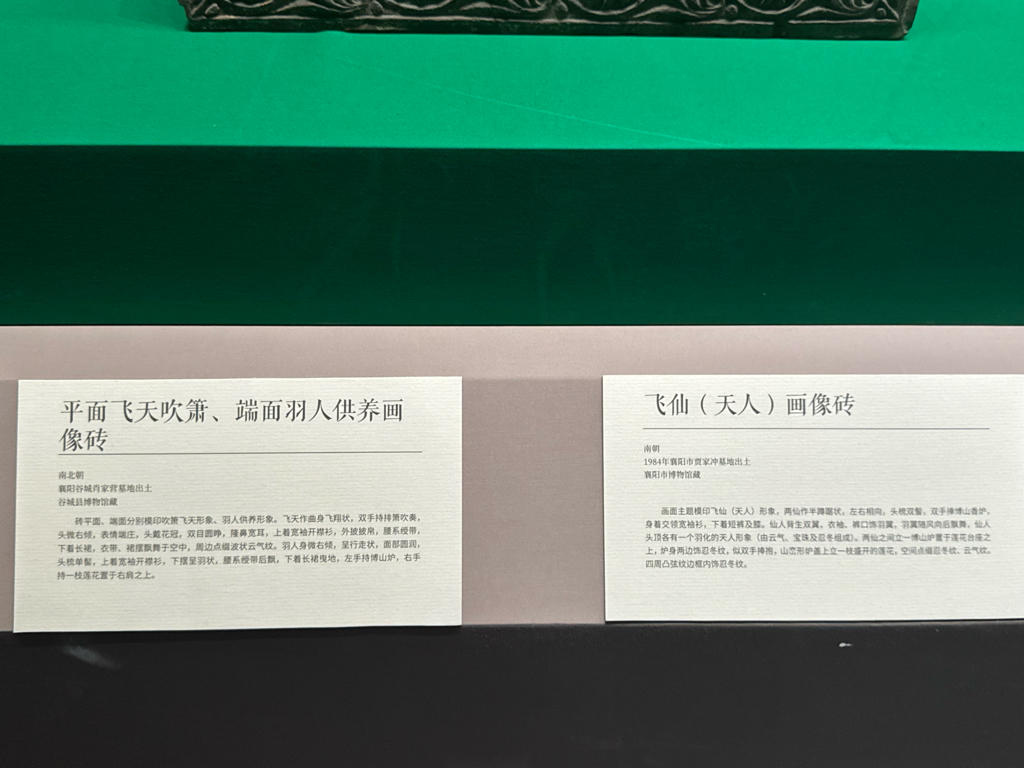 平面飞天吹箫、端面羽人供养画
像砖
南北朝
襄阳谷城肖家营墓地出土
谷城县博物馆藏
砖平面、端面分别模印吹箫飞天形象、羽人供养形象。飞天作曲身飞翔状，双手持排箫吹奏，
头微右倾，表情端庄，头戴花冠，双目圆睁，隆鼻宽耳，上着宽袖开襟衫，外披披帛，腰系绶带，
下着长裙，衣带、裙摆飘舞于空中，周边点缀波状云气纹。羽人身微右倾，呈行走状，面部圆润，
头梳单髻，上着宽袖开襟衫，下摆呈羽状，腰系绶带后飘，下着长裙曳地，左手持博山炉，右手
持一枝莲花置于右肩之上。
飞仙（天人）画像砖
南朝
1984年襄阳市贾家冲墓地出土
襄阳市博物馆藏
画面主题模印飞仙（天人）形象，两仙作半蹲踞状，左右相向。头梳双髻，双手捧博山香炉，
身着交领宽袖衫，下着短裤及膝。仙人背生双翼，衣袖、裤口饰羽翼，羽翼随风向后飘舞，仙人
头顶各有一个羽化的天人形象（由云气、宝珠及忍冬组成）。两仙之间立一博山炉置于莲花台座之
上，炉身两边饰忍冬纹，似双手捧抱，山峦形炉盖上立一枝盛开的莲花，空间点缀忍冬纹、云气纹。
四周凸弦纹边框内饰忍冬纹。